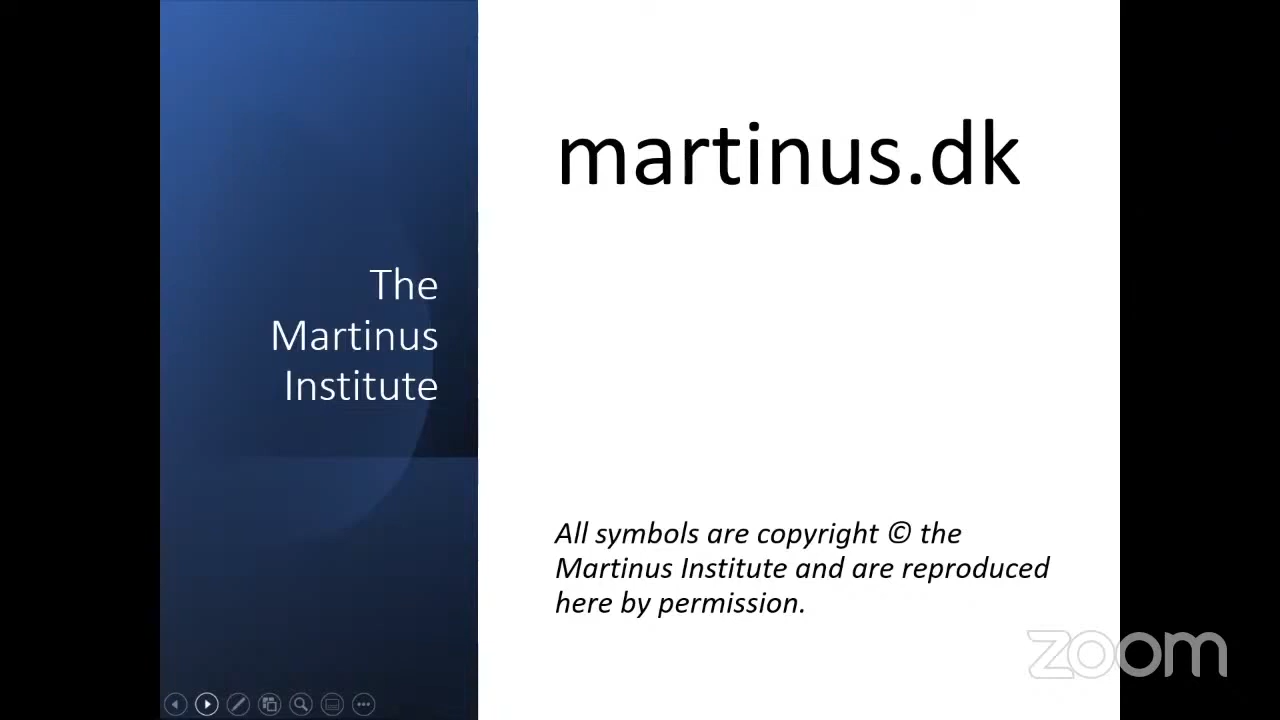 The
Martinus
Institute
martinus.dk
All symbols are copyright © the
Martinus Institute and are reproduced
here by permission.
zoom